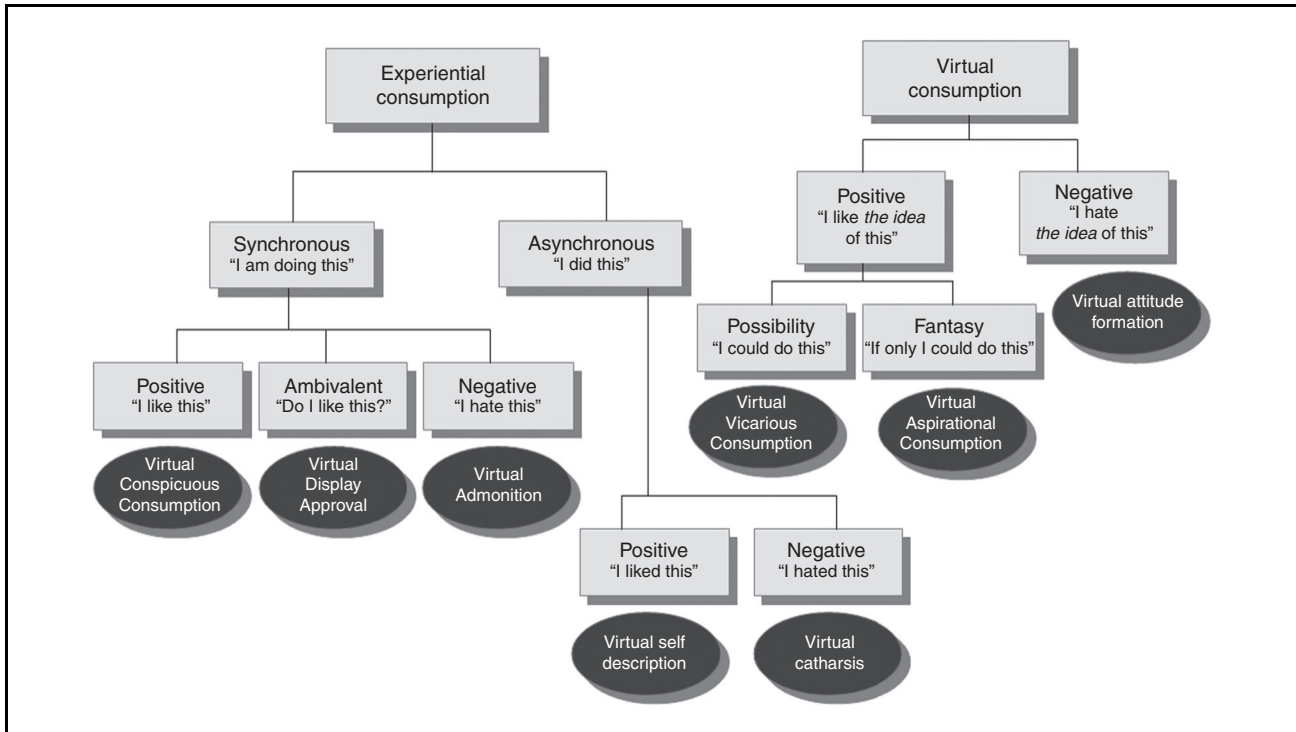 Experiential
consumption
Synchronous
“I am doing this”
Asynchronous
“I did this”
Positive
“I like this”
Ambivalent
“Do I like this?”
Negative
“I hate this”
Virtual
Conspicuous
Consumption
Virtual
Display
Approval
Virtual
Admonition
Positive
“I liked this”
Negative
“I hated this”
Virtual self
description
Virtual
catharsis
Virtual
consumption
Positive
“I like the idea
of this”
Negative
“I hate
the idea of this”
Virtual attitude
formation
Possibility
“I could do this”
Fantasy
“If only I could do this”
Virtual
Vicarious
Consumption
Virtual
Aspirational
Consumption